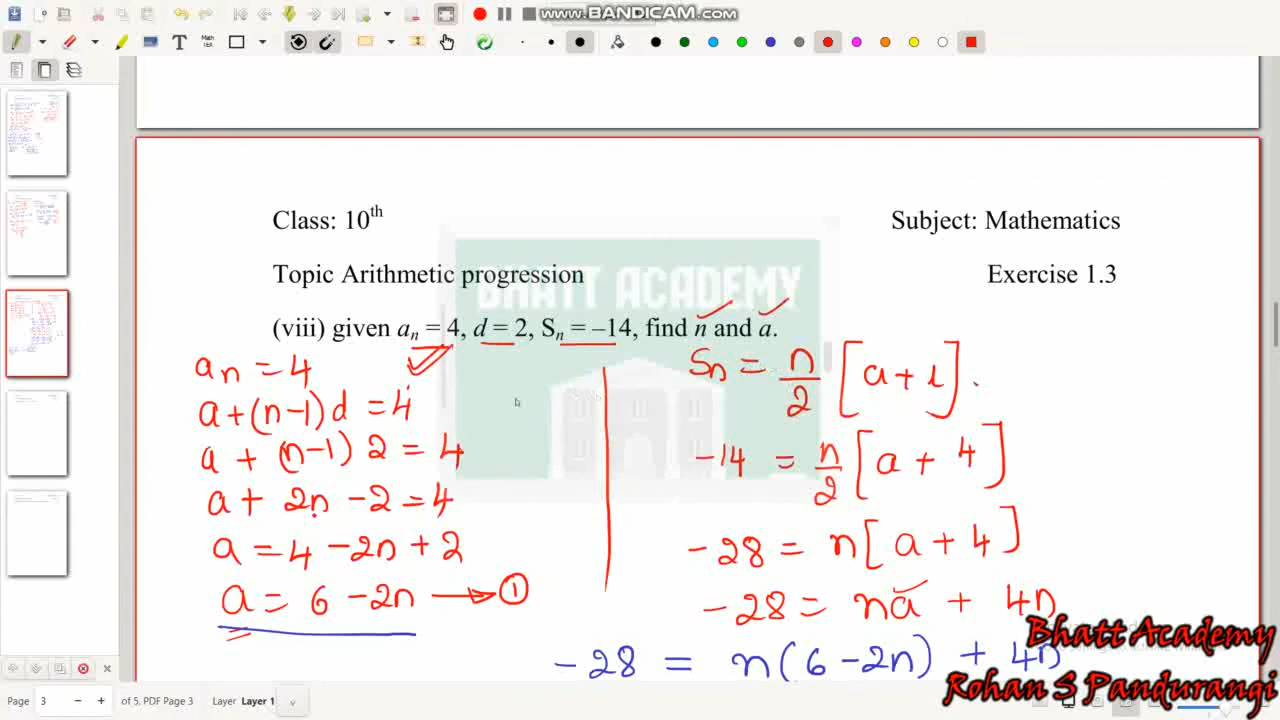 www.BANDICAM.com
Class: 10th
Subject: Mathematics
Topic Arithmetic progression
Exercise 1.3
BHATT ACADEMY
(viii) given aₙ = 4, d = 2, Sₙ = –14, find n and a.
aₙ = 4
a + (n-1) d = 4
a + (n-1) 2 = 4
a + 2n - 2 = 4
a = 4 - 2n + 2
a = 6 - 2n → ①
Sₙ = n/2 [a + l].
-14 = n/2 [a + 4]
-28 = n[a + 4]
-28 = na + 4n
-28 = n(6 - 2n) + 4n
Bhatt Academy
Rohan S Pandurangi
Page 3 of 5, PDF Page 3 Layer Layer 1